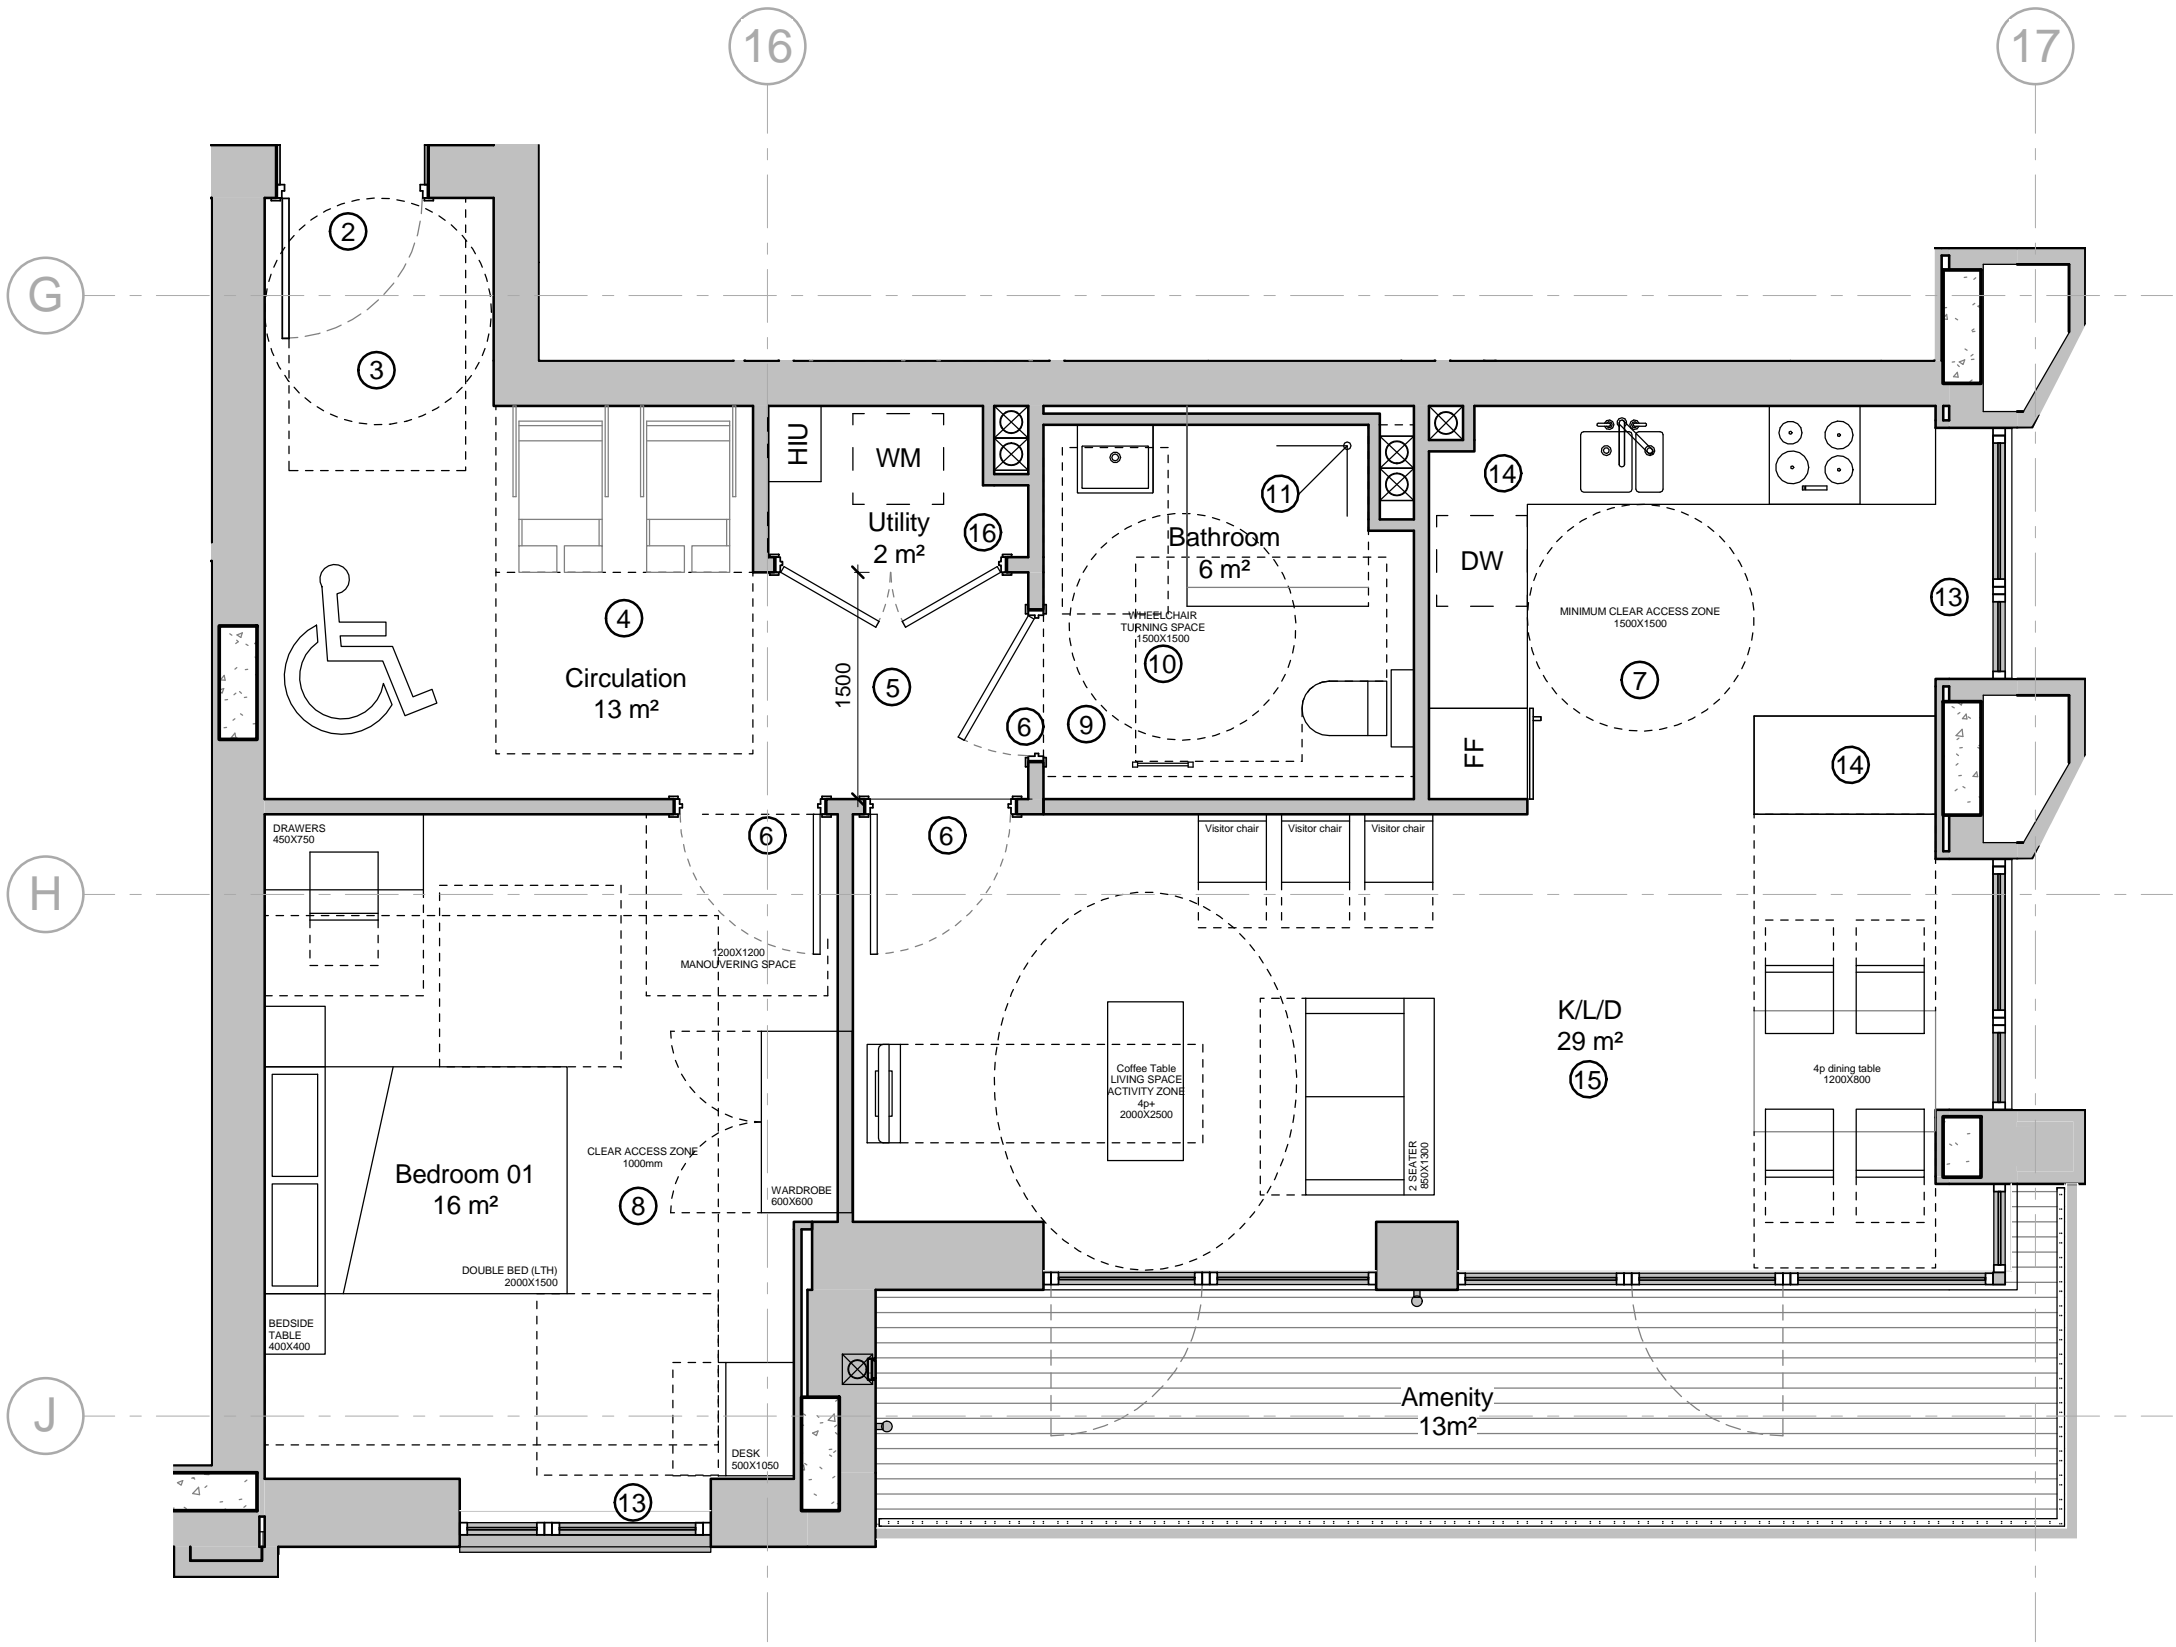 16
17
G
2
3
HIU
WM
Utility
2 m²
16
11
14
Bathroom
6 m²
WHEELCHAIR
TURNING SPACE
1500X1500
10
9
DW
MINIMUM CLEAR ACCESS ZONE
1500X1500
7
13
4
Circulation
13 m²
1500
5
6
FF
14
6
6
DRAWERS
450X750
Visitor chair
Visitor chair
Visitor chair
H
1200X1200
MANOUVERING SPACE
K/L/D
29 m²
15
Coffee Table
LIVING SPACE
ACTIVITY ZONE
4p+
2000X2500
4p dining table
1200X800
2 SEATER
850X1300
CLEAR ACCESS ZONE
1000mm
8
WARDROBE
600X600
Bedroom 01
16 m²
DOUBLE BED (LTH)
2000X1500
BEDSIDE
TABLE
400X400
J
DESK
500X1050
13
Amenity
13m²